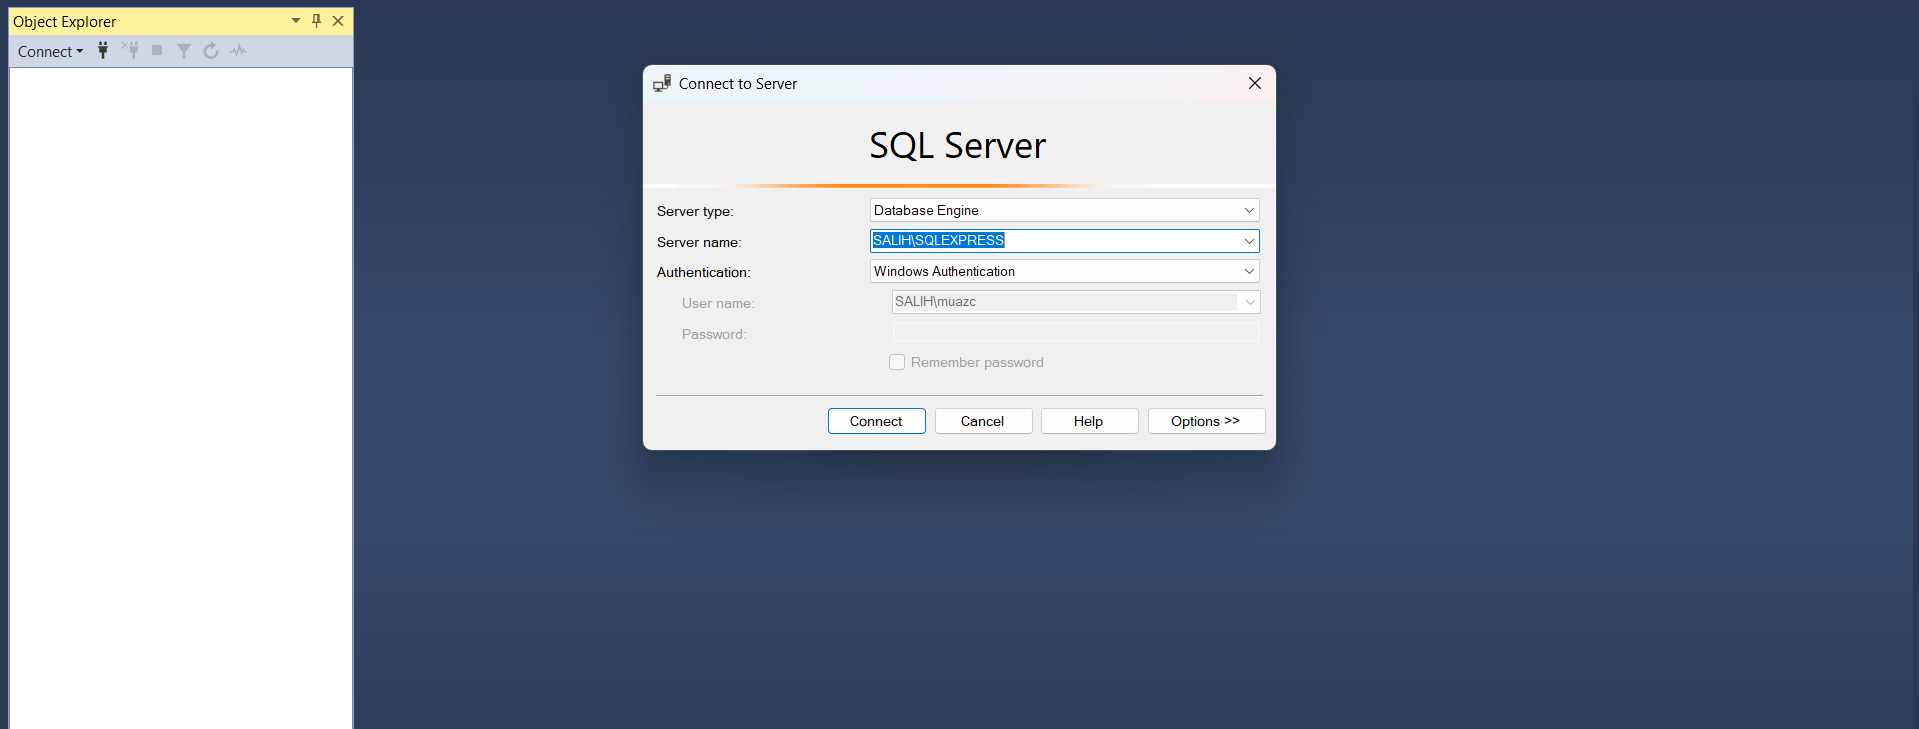 Object Explorer
Connect
Connect to Server
SQL Server
Server type: Database Engine
Server name: SALIH\SQLEXPRESS
Authentication: Windows Authentication
User name: SALIH\muazc
Password:
Remember password
Connect Cancel Help Options >>